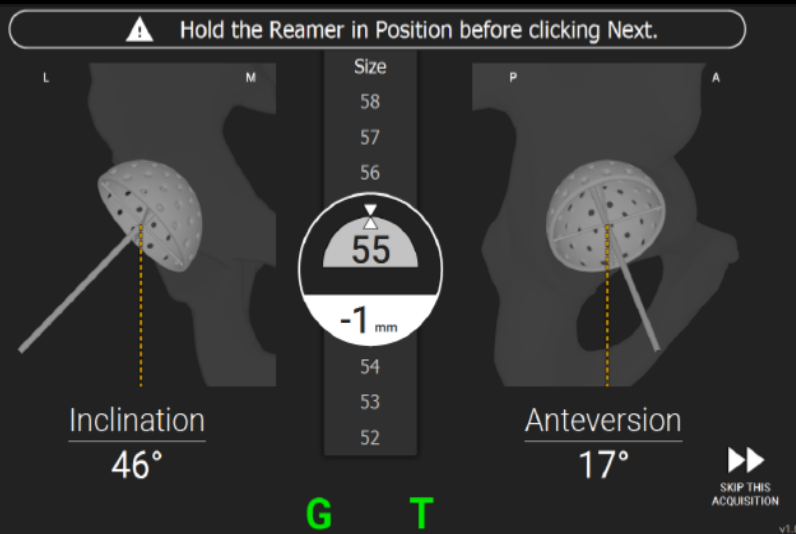 Hold the Reamer in Position before clicking Next.
L M
Size
P A
58
57
56
55
-1 mm
54
53
52
Inclination
46°
Anteversion
17°
SKIP THIS
ACQUISITION
G T